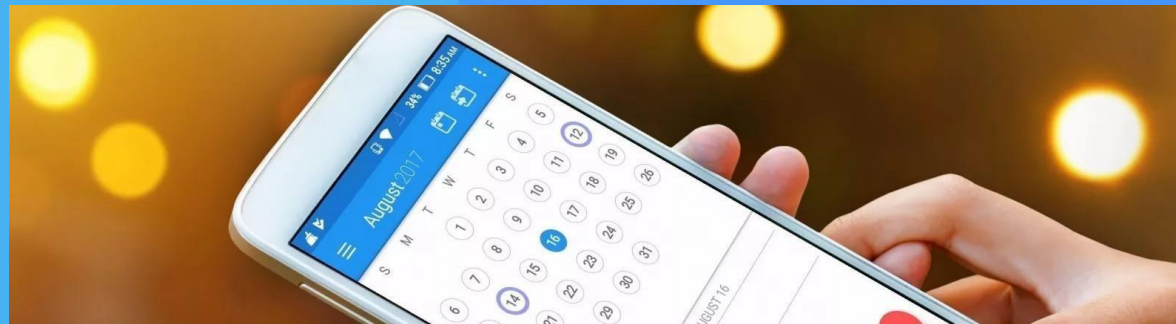 34% 8:35 AM
August 2017
S M T W T F S
1 2 3 4 5
6 7 8 9 10 11 12
14 15 16 17 18 19
21 22 23 24 25 26
29 30 31
AUGUST 16